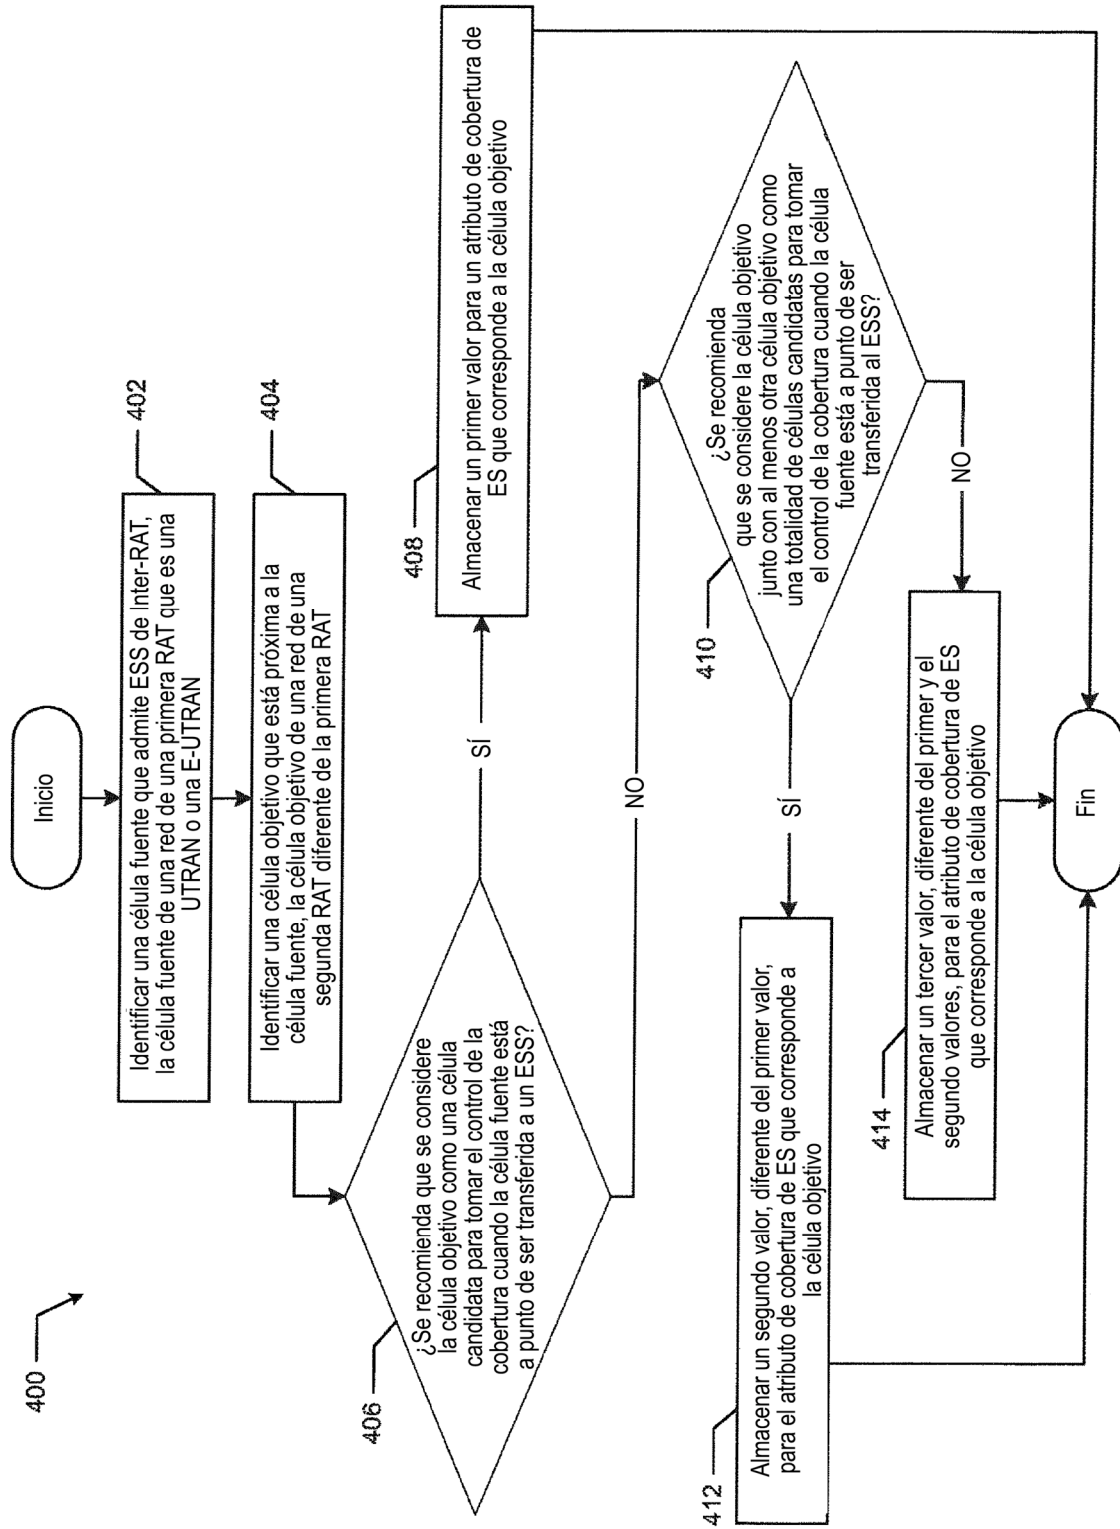 400
Inicio
402
Identificar una célula fuente que admite ESS de Inter-RAT,
la célula fuente de una red de una primera RAT que es una
UTRAN o una E-UTRAN
404
Identificar una célula objetivo que está próxima a la
célula fuente, la célula objetivo de una red de una
segunda RAT diferente de la primera RAT
406
¿Se recomienda que se considere
la célula objetivo como una célula
candidata para tomar el control de la
cobertura cuando la célula fuente está
a punto de ser transferida a un ESS?
SÍ
NO
408
Almacenar un primer valor para un atributo de cobertura de
ES que corresponde a la célula objetivo
410
¿Se recomienda
que se considere la célula objetivo
junto con al menos otra célula objetivo como
una totalidad de células candidatas para tomar
el control de la cobertura cuando la célula
fuente está a punto de ser
transferida al ESS?
SÍ
NO
412
Almacenar un segundo valor, diferente del primer valor,
para el atributo de cobertura de ES que corresponde a
la célula objetivo
414
Almacenar un tercer valor, diferente del primer y el
segundo valores, para el atributo de cobertura de ES
que corresponde a la célula objetivo
Fin